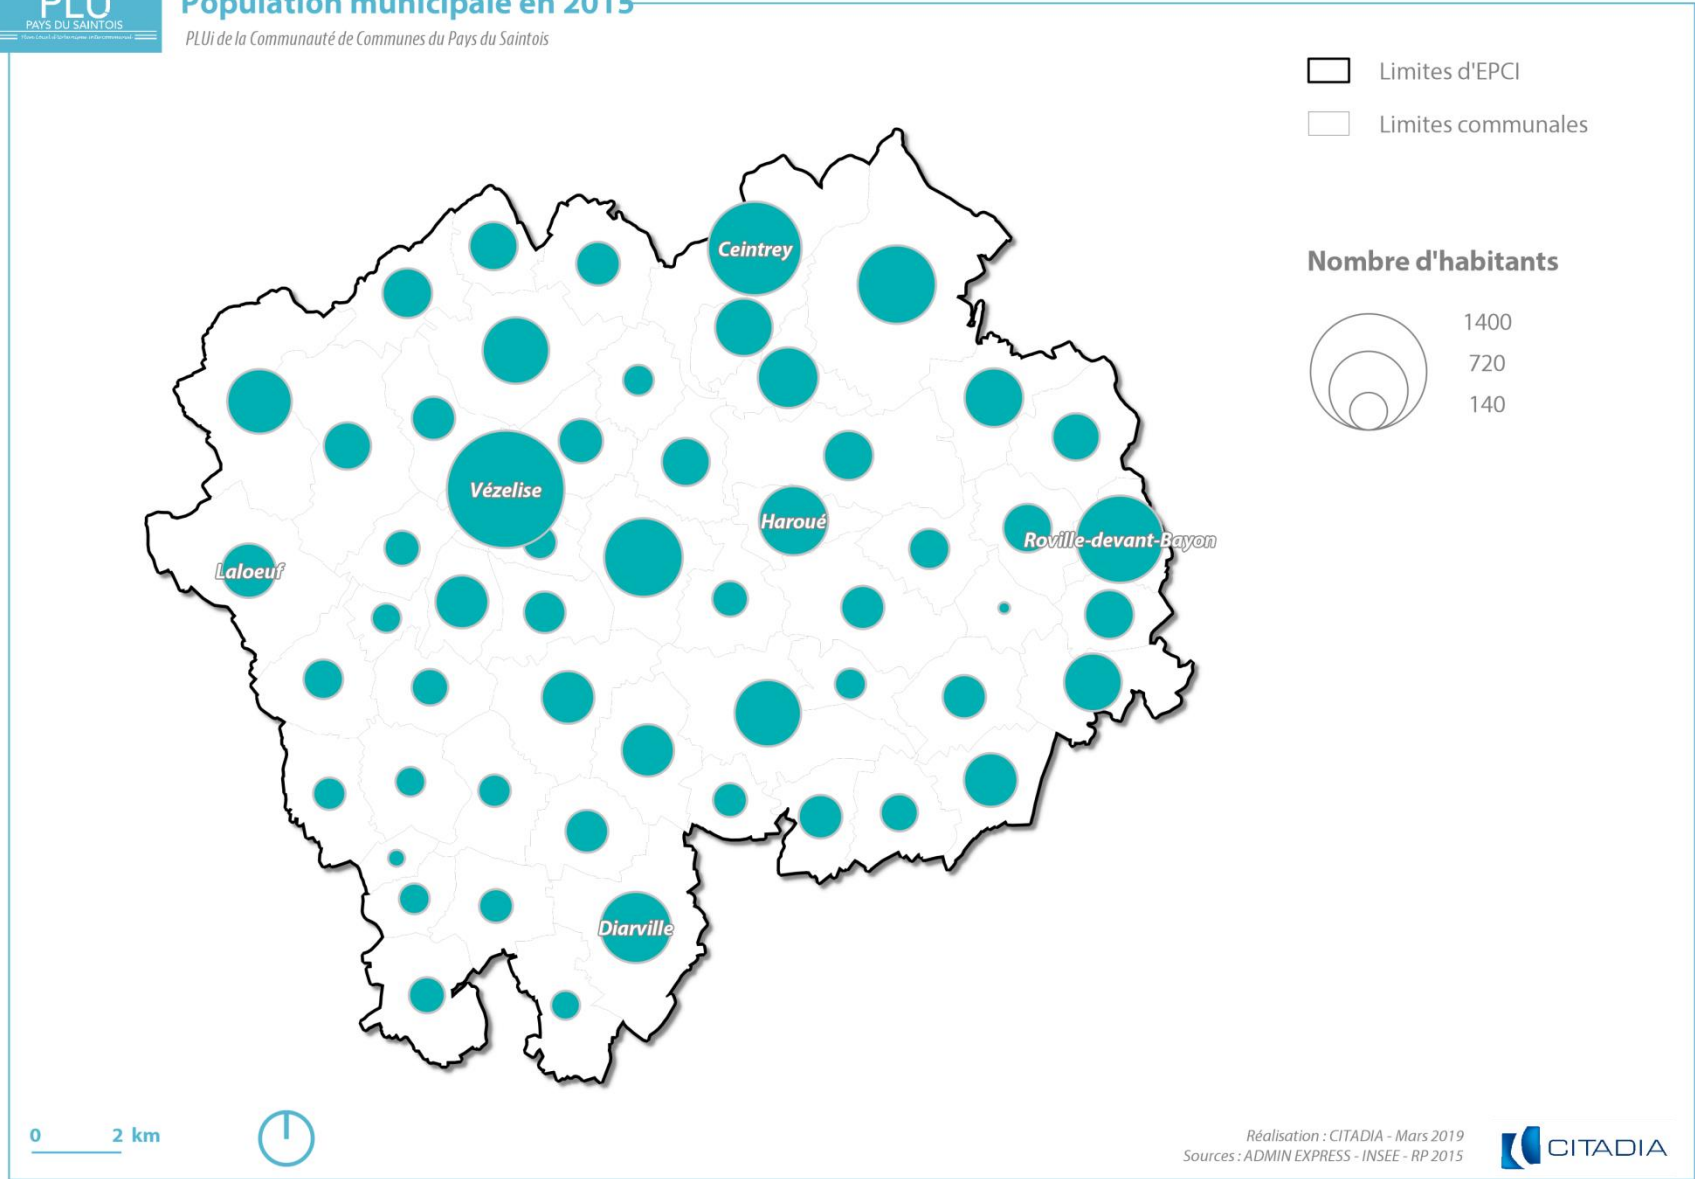 PLU
PAYS DU SAINTOIS
Population municipale en 2015
PLUi de la Communauté de Communes du Pays du Saintois
Limites d'EPCI
Limites communales
Nombre d'habitants
1400
720
140
Ceintrey
Vézelise
Haroué
Roville-devant-Bayon
Laloeuf
Diarville
0 2 km
Réalisation : CITADIA - Mars 2019
Sources : ADMIN EXPRESS - INSEE - RP 2015
CITADIA